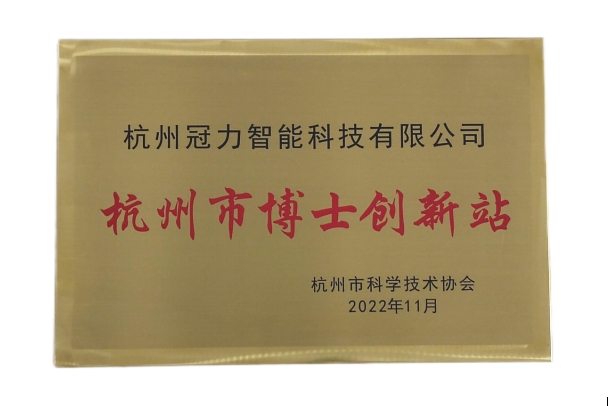 杭州冠力智能科技有限公司
杭州市博士创新站
杭州市科学技术协会
2022年11月